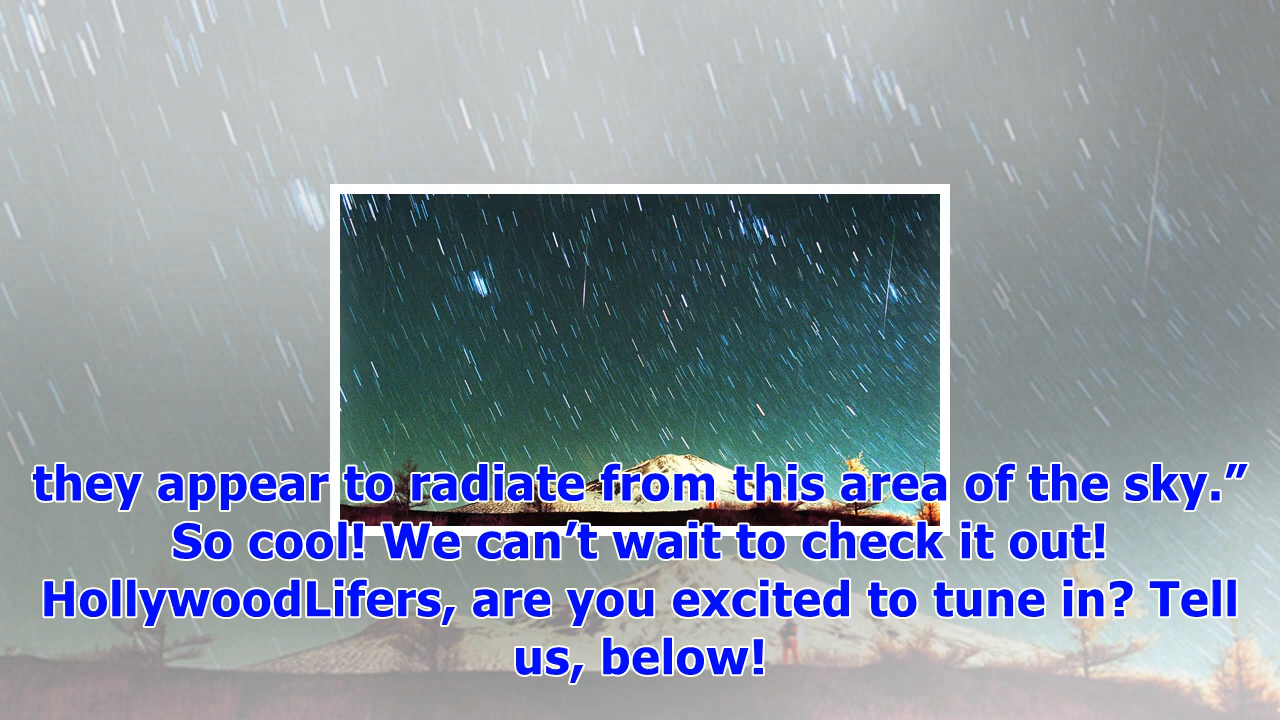 they appear to radiate from this area of the sky.”
So cool! We can’t wait to check it out!
HollywoodLifers, are you excited to tune in? Tell
us, below!